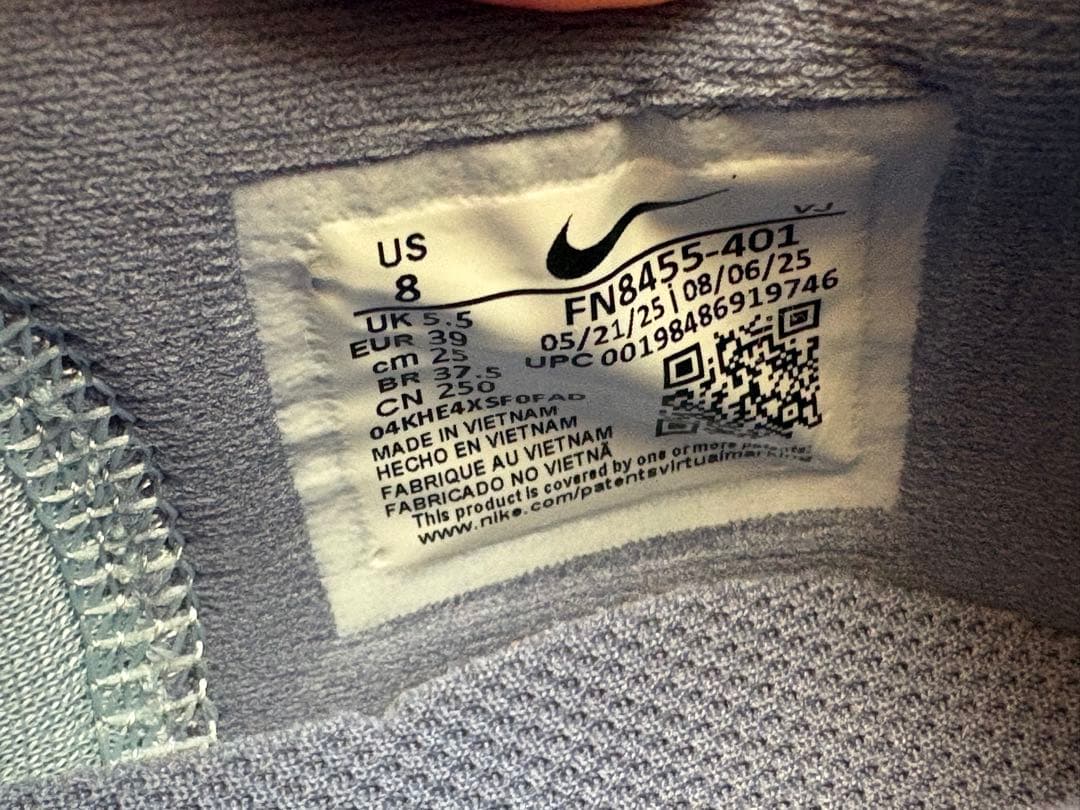 US
8
UK 5.5
EUR 39
cm 25
BR 37.5
CN 250
04KHE4XSFOFAD
MADE IN VIETNAM
HECHO EN VIETNAM
FABRIQUE AU VIETNAM
FABRICADO NO VIETNÃ
This product is covered by one or more patents:
www.nike.com/patentsvirtualmarking
VJ
FN8455-401
05/21/25 | 08/06/25
UPC 00198486919746